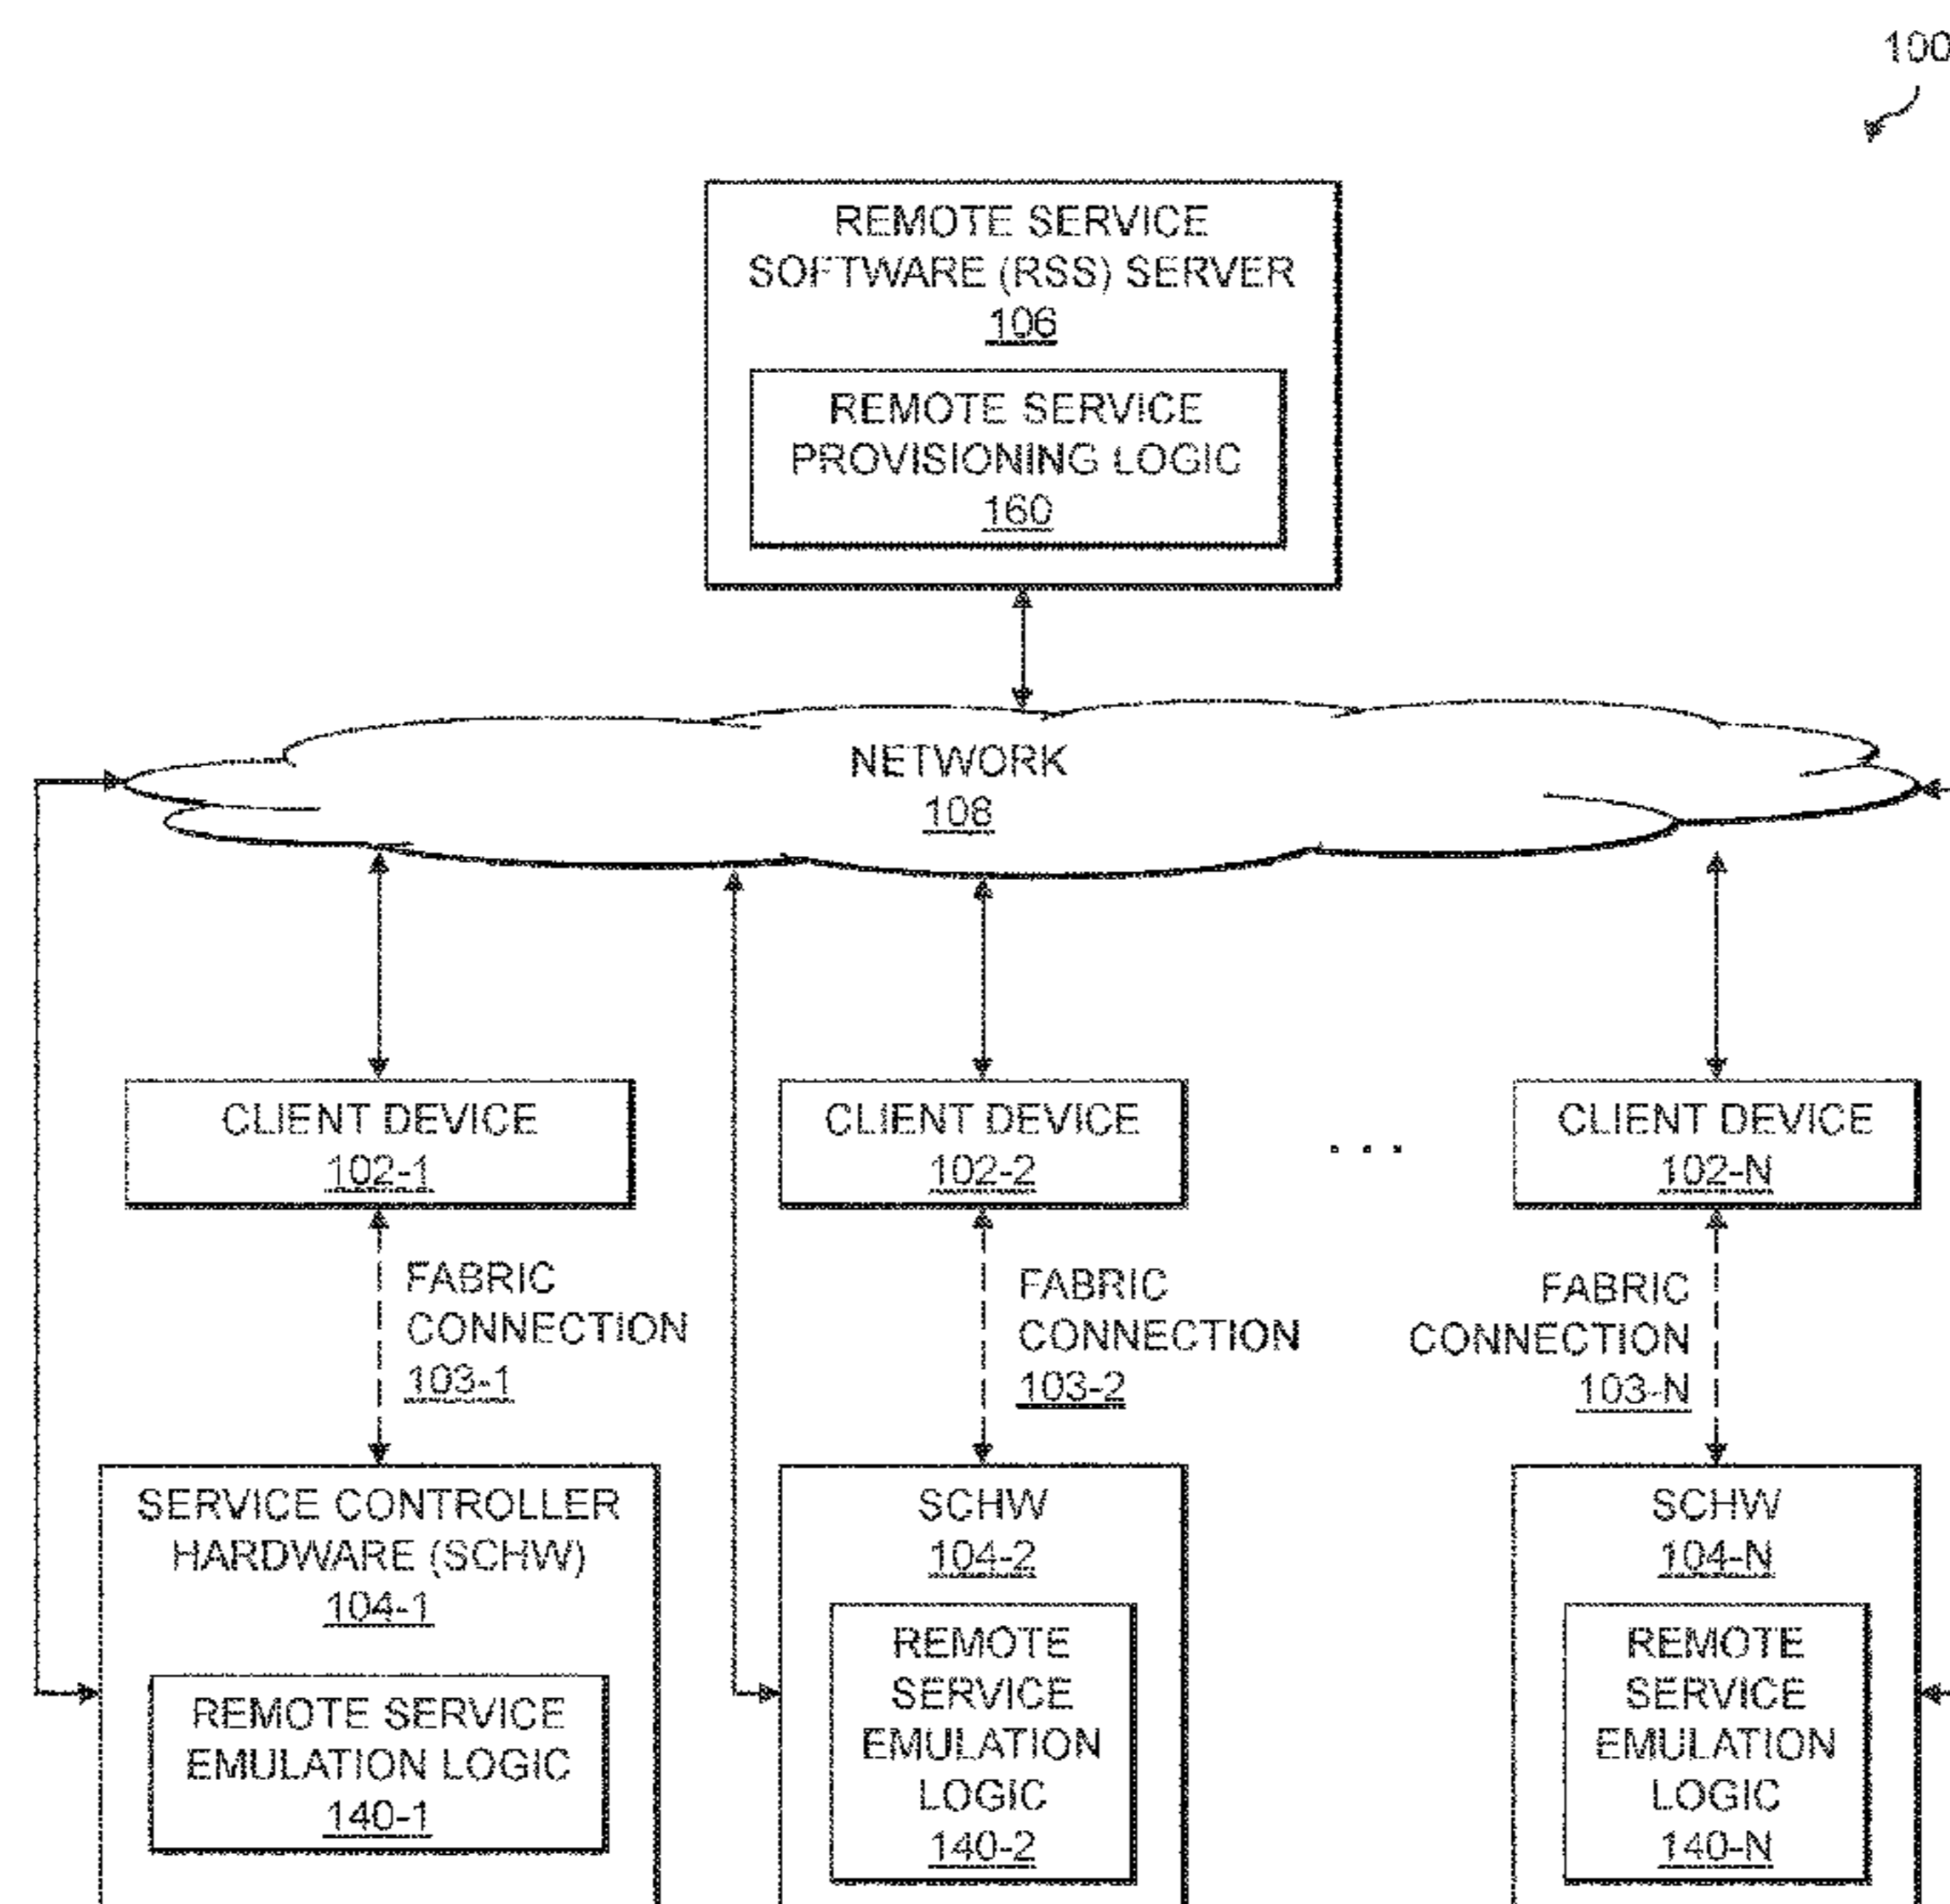 100
REMOTE SERVICE
SOFTWARE (RSS) SERVER
106
REMOTE SERVICE
PROVISIONING LOGIC
160
NETWORK
108
CLIENT DEVICE
102-1
CLIENT DEVICE
102-2
. . .
CLIENT DEVICE
102-N
FABRIC
CONNECTION
103-1
FABRIC
CONNECTION
103-2
FABRIC
CONNECTION
103-N
SERVICE CONTROLLER
HARDWARE (SCHW)
104-1
REMOTE SERVICE
EMULATION LOGIC
140-1
SCHW
104-2
REMOTE
SERVICE
EMULATION
LOGIC
140-2
SCHW
104-N
REMOTE
SERVICE
EMULATION
LOGIC
140-N